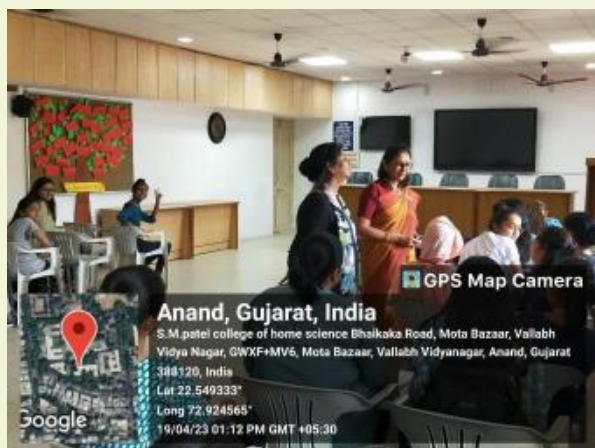 GPS Map Camera
Anand, Gujarat, India
S.M.patel college of home science Bhaikaka Road, Mota Bazaar, Vallabh
Vidya Nagar, GWXF+MV6, Mota Bazaar, Vallabh Vidyanagar, Anand, Gujarat
388120, India
Lat 22.549333°
Long 72.924565°
19/04/23 01:12 PM GMT +05:30
Google